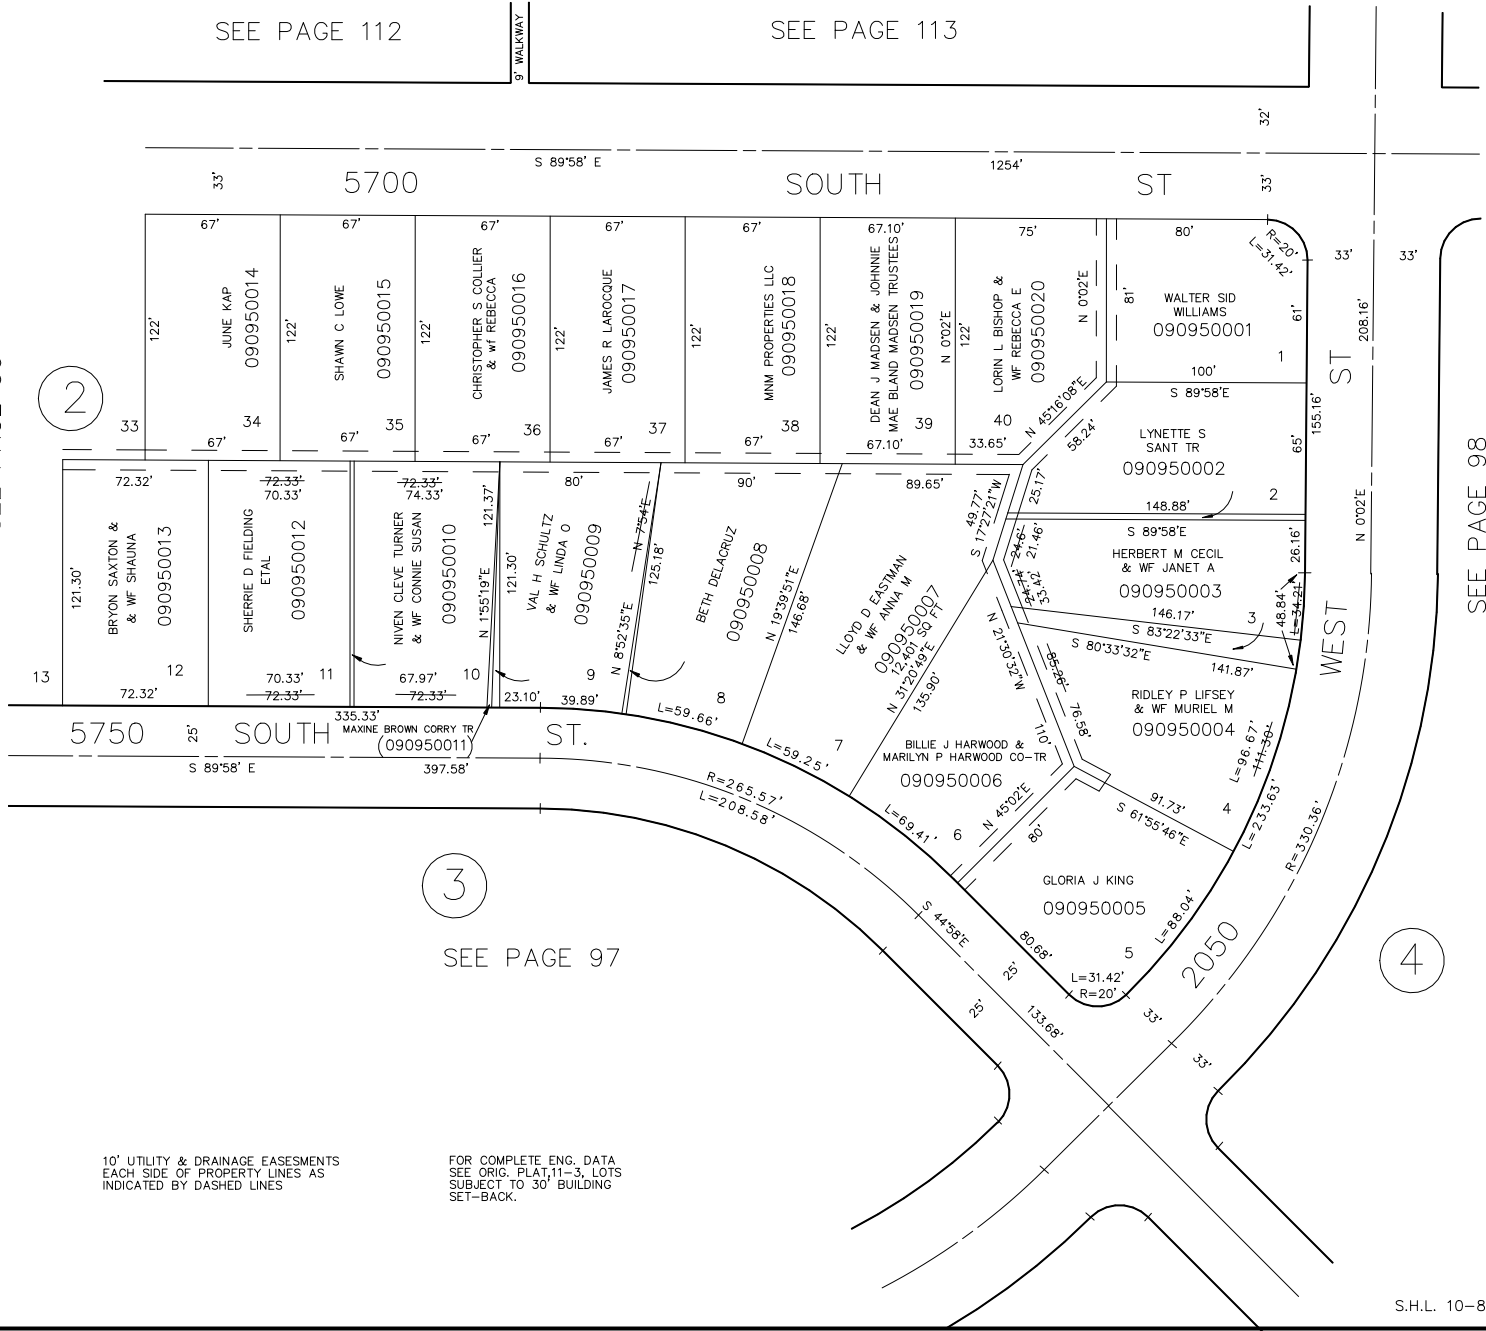 SEE PAGE 112
9' WALKWAY
SEE PAGE 113
32'
S 89°58' E
1254'
33'
5700
SOUTH
ST
33'
67'
67'
67'
67'
67'
67.10'
75'
80'
R=20'
L=31.42'
33'
33'
122'
JUNE KAP
090950014
122'
SHAWN C LOWE
090950015
122'
CHRISTOPHER S COLLIER
& wf REBECCA
090950016
122'
JAMES R LAROCQUE
090950017
122'
MNM PROPERTIES LLC
090950018
122'
DEAN J MADSEN & JOHNNIE
MAE BLAND MADSEN TRUSTEES
090950019
N 0°02'E
122'
LORIN L BISHOP &
WF REBECCA E
090950020
N 0°02'E
81'
WALTER SID
WILLIAMS
090950001
61'
208.16'
1
100'
S 89°58'E
ST
2
33
34
35
36
37
38
39
40
67'
67'
67'
67'
67'
67.10'
33.65'
N 45°16'08"E
58.24'
155.16'
LYNETTE S
SANT TR
090950002
65'
2
148.88'
S 89°58'E
N 0°02'E
SEE PAGE 98
72.32'
72.33'
70.33'
72.33'
74.33'
121.37'
80'
90'
89.65'
49.77'
S 17°27'21"W
25.17'
24.6'
21.46'
24.74'
33.42'
121.30'
BRYON SAXTON &
& WF SHAUNA
090950013
SHERRIE D FIELDING
ETAL
090950012
NIVEN CLEVE TURNER
& WF CONNIE SUSAN
090950010
N 1°55'19"E
121.30'
VAL H SCHULTZ
& WF LINDA O
090950009
N 7°54'E
125.18'
N 8°52'35"E
BETH DELACRUZ
090950008
N 19°39'51"E
146.68'
LLOYD D EASTMAN
& WF ANNA M
090950007
12,401 SQ FT
N 31°20'49"E
135.90'
HERBERT M CECIL
& WF JANET A
090950003
26.16'
48.84'
L=34.21'
146.17'
3
S 83°22'33"E
S 80°33'32"E
141.87'
WEST
13
12
11
10
9
8
7
72.32'
70.33'
72.33'
67.97'
72.33'
23.10'
39.89'
L=59.66'
L=59.25'
N 21°30'32"W
85.26'
76.58'
110'
RIDLEY P LIFSEY
& WF MURIEL M
090950004
L=96.67'
111.30'
335.33'
MAXINE BROWN CORRY TR
(090950011)
5750
25'
SOUTH
ST.
S 89°58' E
397.58'
R=265.57'
L=208.58'
BILLIE J HARWOOD &
MARILYN P HARWOOD CO-TR
090950006
L=69.41'
6
N 45°02'E
80'
91.73'
S 61°55'46"E
4
L=233.63'
R=330.36'
3
SEE PAGE 97
GLORIA J KING
090950005
L=88.04'
5
S 44°58'E
80.68'
L=31.42'
R=20'
25'
25'
133.68'
33'
33'
2050
4
10' UTILITY & DRAINAGE EASESMENTS
EACH SIDE OF PROPERTY LINES AS
INDICATED BY DASHED LINES
FOR COMPLETE ENG. DATA
SEE ORIG. PLAT,11-3, LOTS
SUBJECT TO 30' BUILDING
SET-BACK.
S.H.L. 10-8